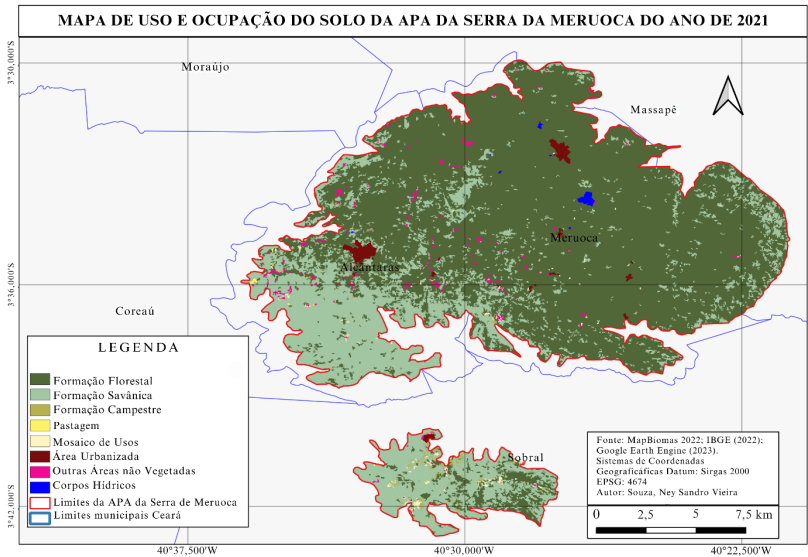 MAPA DE USO E OCUPAÇÃO DO SOLO DA APA DA SERRA DA MERUOCA DO ANO DE 2021
3°30,000'S
3°36,000'S
3°42,000'S
Moraújo
Massapê
Meruoca
Alcântaras
Coreaú
Sobral
LEGENDA
Formação Florestal
Formação Savânica
Formação Campestre
Pastagem
Mosaico de Usos
Área Urbanizada
Outras Áreas não Vegetadas
Corpos Hídricos
Limites da APA da Serra de Meruoca
Limites municipais Ceará
Fonte: MapBiomas 2022; IBGE (2022);
Google Earth Engine (2023).
Sistemas de Coordenadas
Geograficáficas Datum: Sirgas 2000
EPSG: 4674
Autor: Souza, Ney Sandro Vieira
0 2,5 5 7,5 km
40°37,500'W 40°30,000'W 40°22,500'W